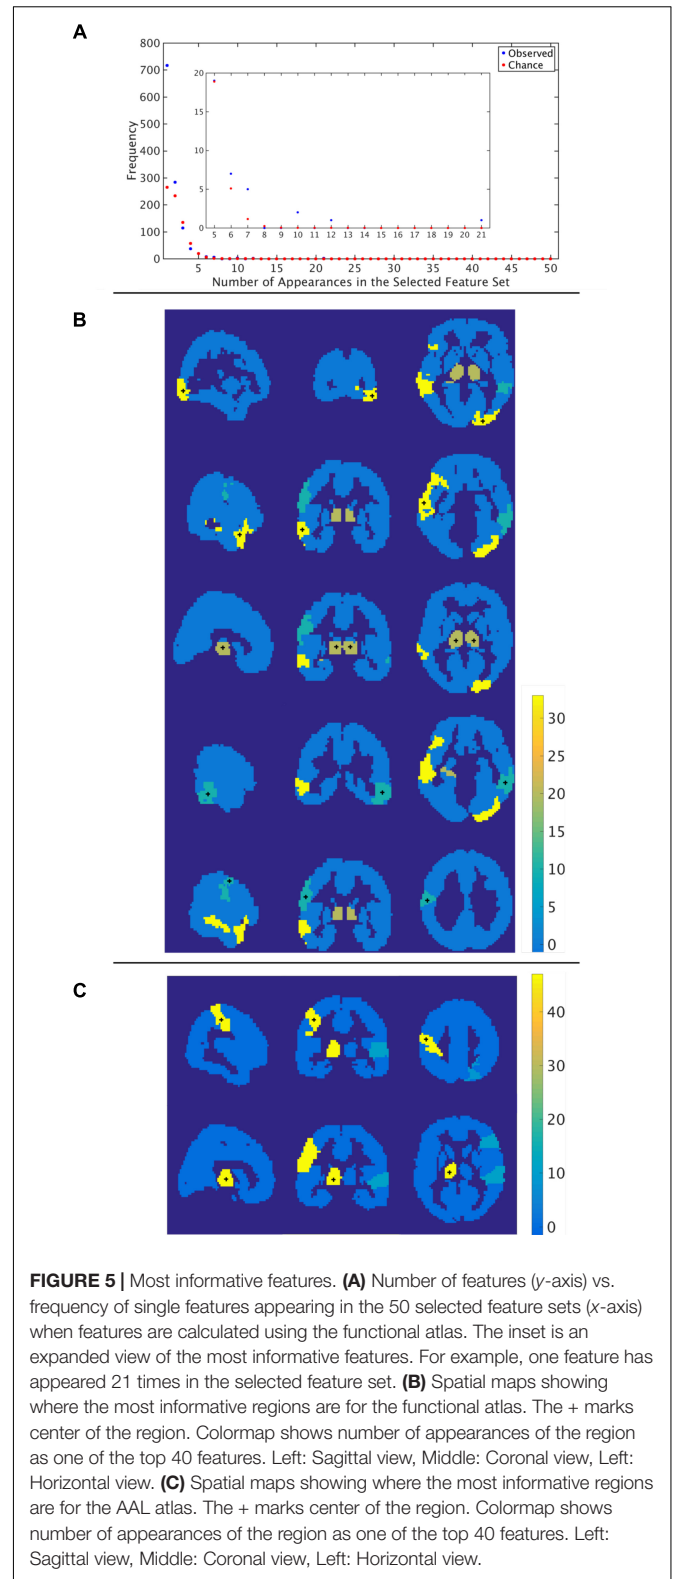 A
800
700
600
500
400
300
200
100
0
Frequency
Observed
Chance
20
15
10
5
0
5 6 7 8 9 10 11 12 13 14 15 16 17 18 19 20 21
5 10 15 20 25 30 35 40 45 50
Number of Appearances in the Selected Feature Set
B
30
25
20
15
10
5
0
C
40
30
20
10
0
FIGURE 5 | Most informative features. (A) Number of features (y-axis) vs.
frequency of single features appearing in the 50 selected feature sets (x-axis)
when features are calculated using the functional atlas. The inset is an
expanded view of the most informative features. For example, one feature has
appeared 21 times in the selected feature set. (B) Spatial maps showing
where the most informative regions are for the functional atlas. The + marks
center of the region. Colormap shows number of appearances of the region
as one of the top 40 features. Left: Sagittal view, Middle: Coronal view, Left:
Horizontal view. (C) Spatial maps showing where the most informative regions
are for the AAL atlas. The + marks center of the region. Colormap shows
number of appearances of the region as one of the top 40 features. Left:
Sagittal view, Middle: Coronal view, Left: Horizontal view.